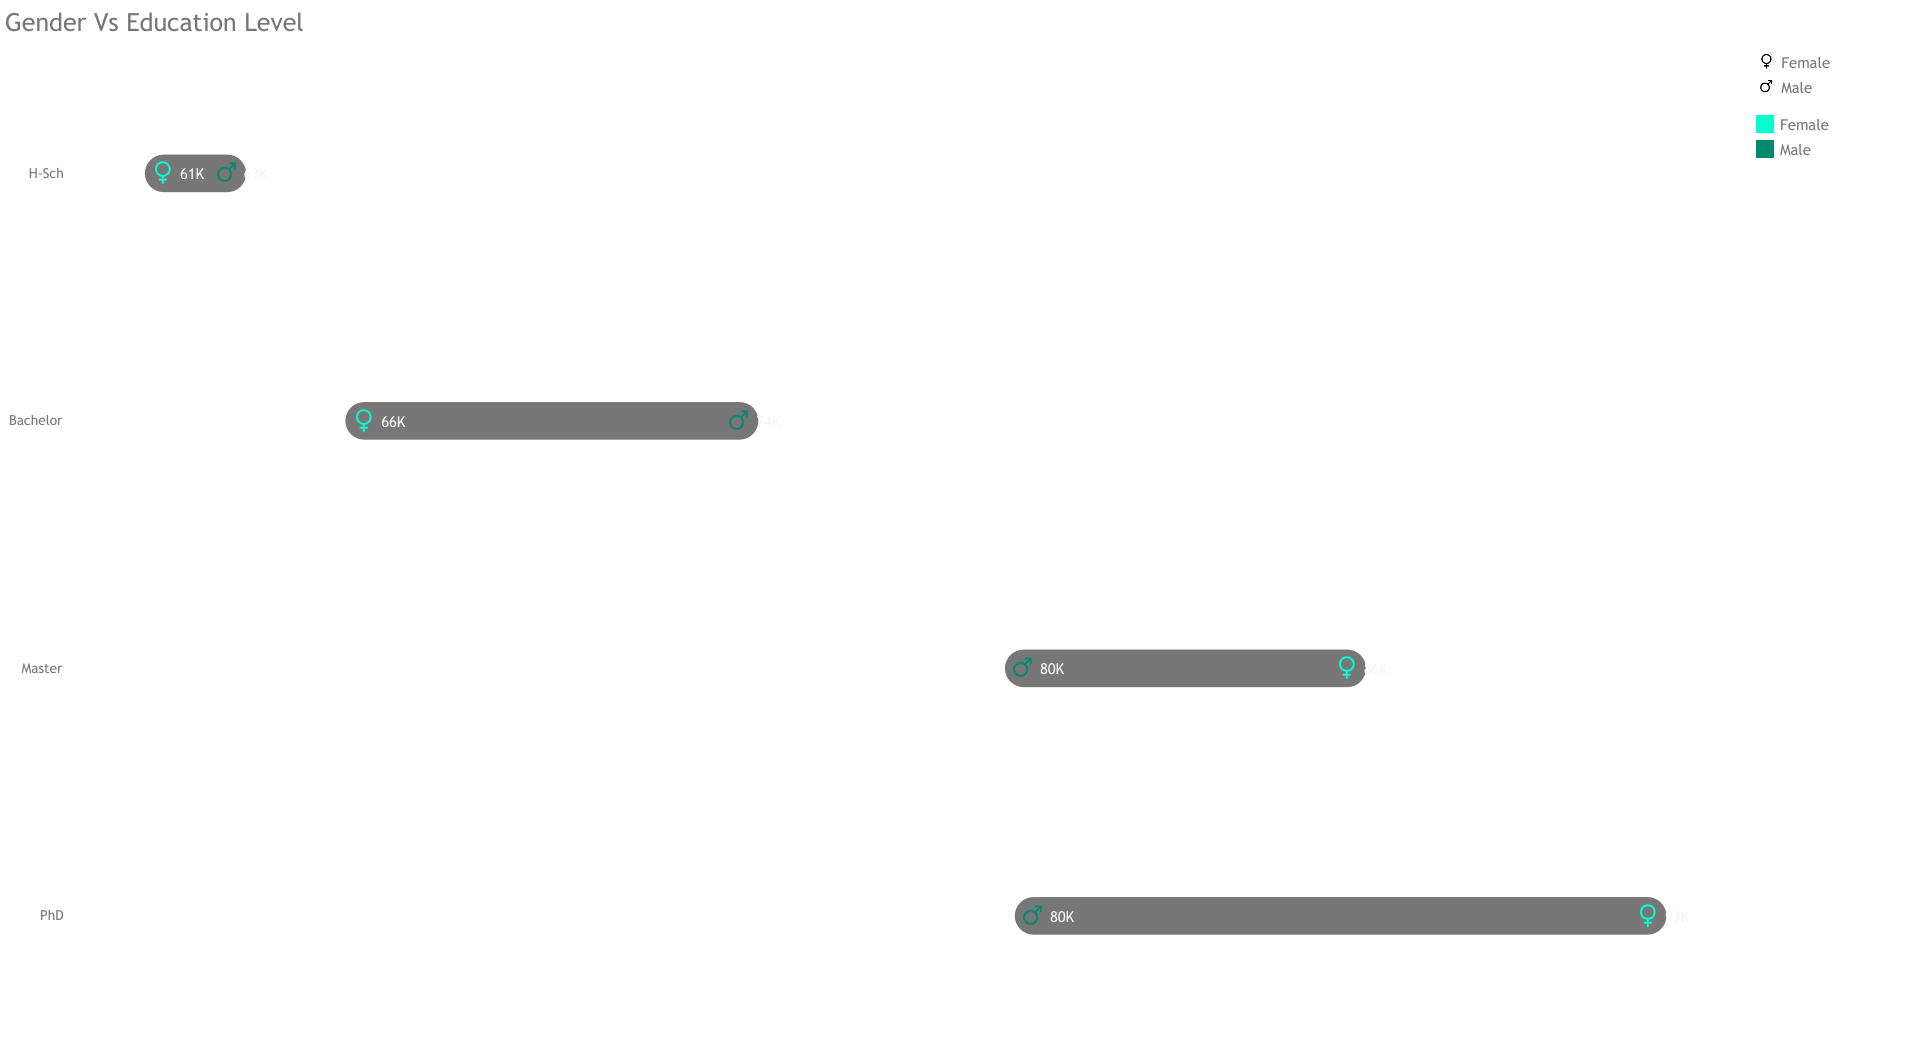 Gender Vs Education Level
♀ Female
♂ Male
Female
Male
H-Sch ♀ 61K ♂
Bachelor ♀ 66K ♂
Master ♂ 80K ♀
PhD ♂ 80K ♀